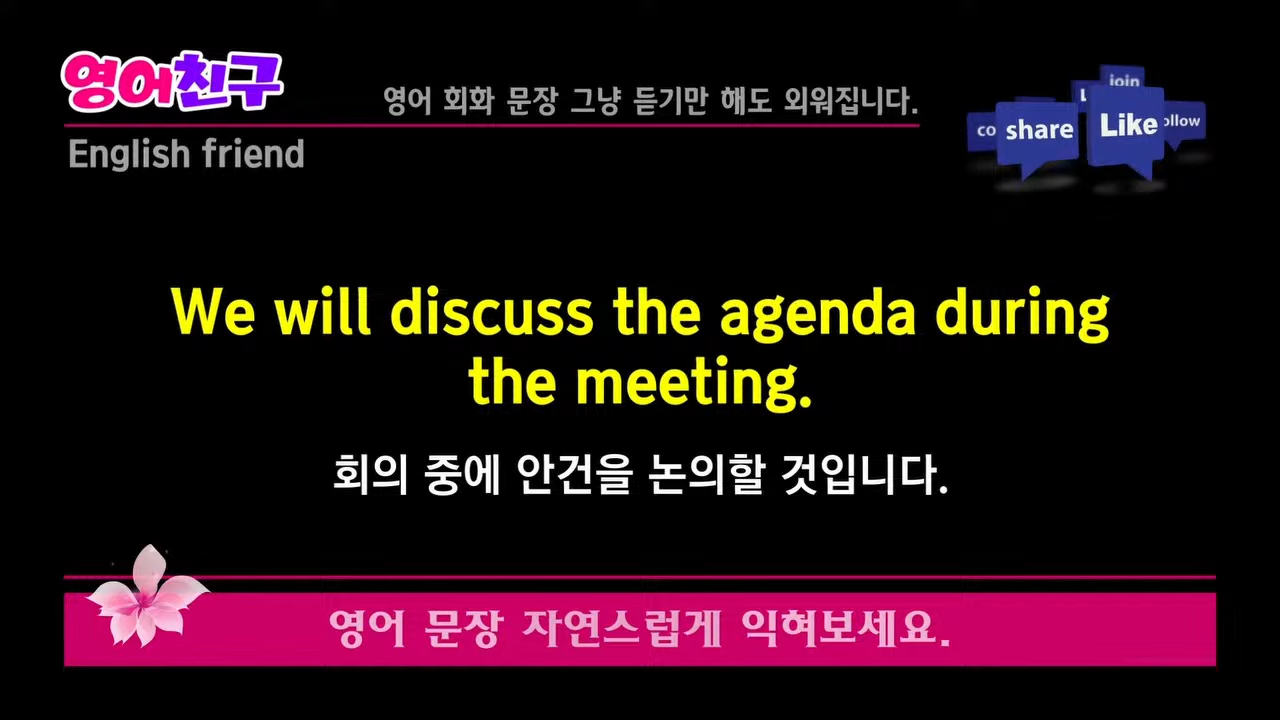 영어친구
영어 회화 문장 그냥 듣기만 해도 외워집니다.
English friend
join
share
Like
We will discuss the agenda during
the meeting.
회의 중에 안건을 논의할 것입니다.
영어 문장 자연스럽게 익혀보세요.